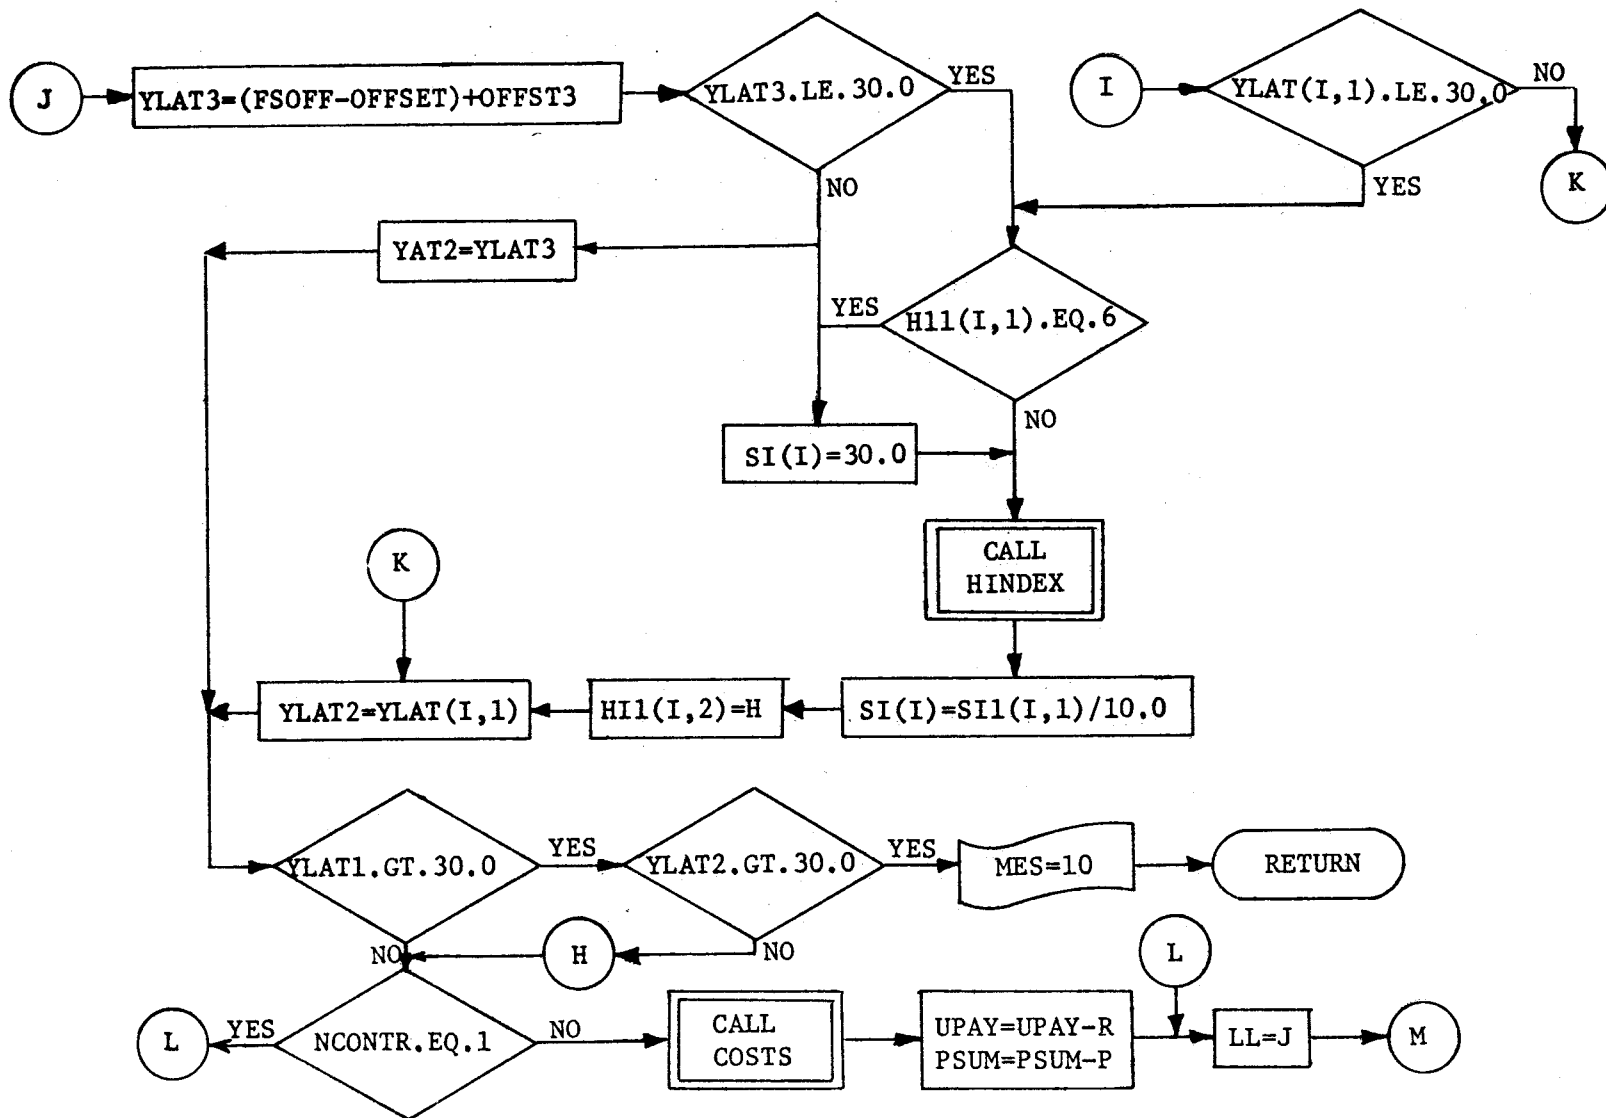 J
YLAT3=(FSOFF-OFFSET)+OFFST3
YLAT3.LE.30.0
YES
NO
I
YLAT(I,1).LE.30.0
NO
K
YES
YAT2=YLAT3
YES
H11(I,1).EQ.6
NO
SI(I)=30.0
CALL
HINDEX
K
YLAT2=YLAT(I,1)
HI1(I,2)=H
SI(I)=SI1(I,1)/10.0
YLAT1.GT.30.0
YES
YLAT2.GT.30.0
YES
MES=10
RETURN
NO
H
NO
L
L
YES
NCONTR.EQ.1
NO
CALL
COSTS
UPAY=UPAY-R
PSUM=PSUM-P
LL=J
M